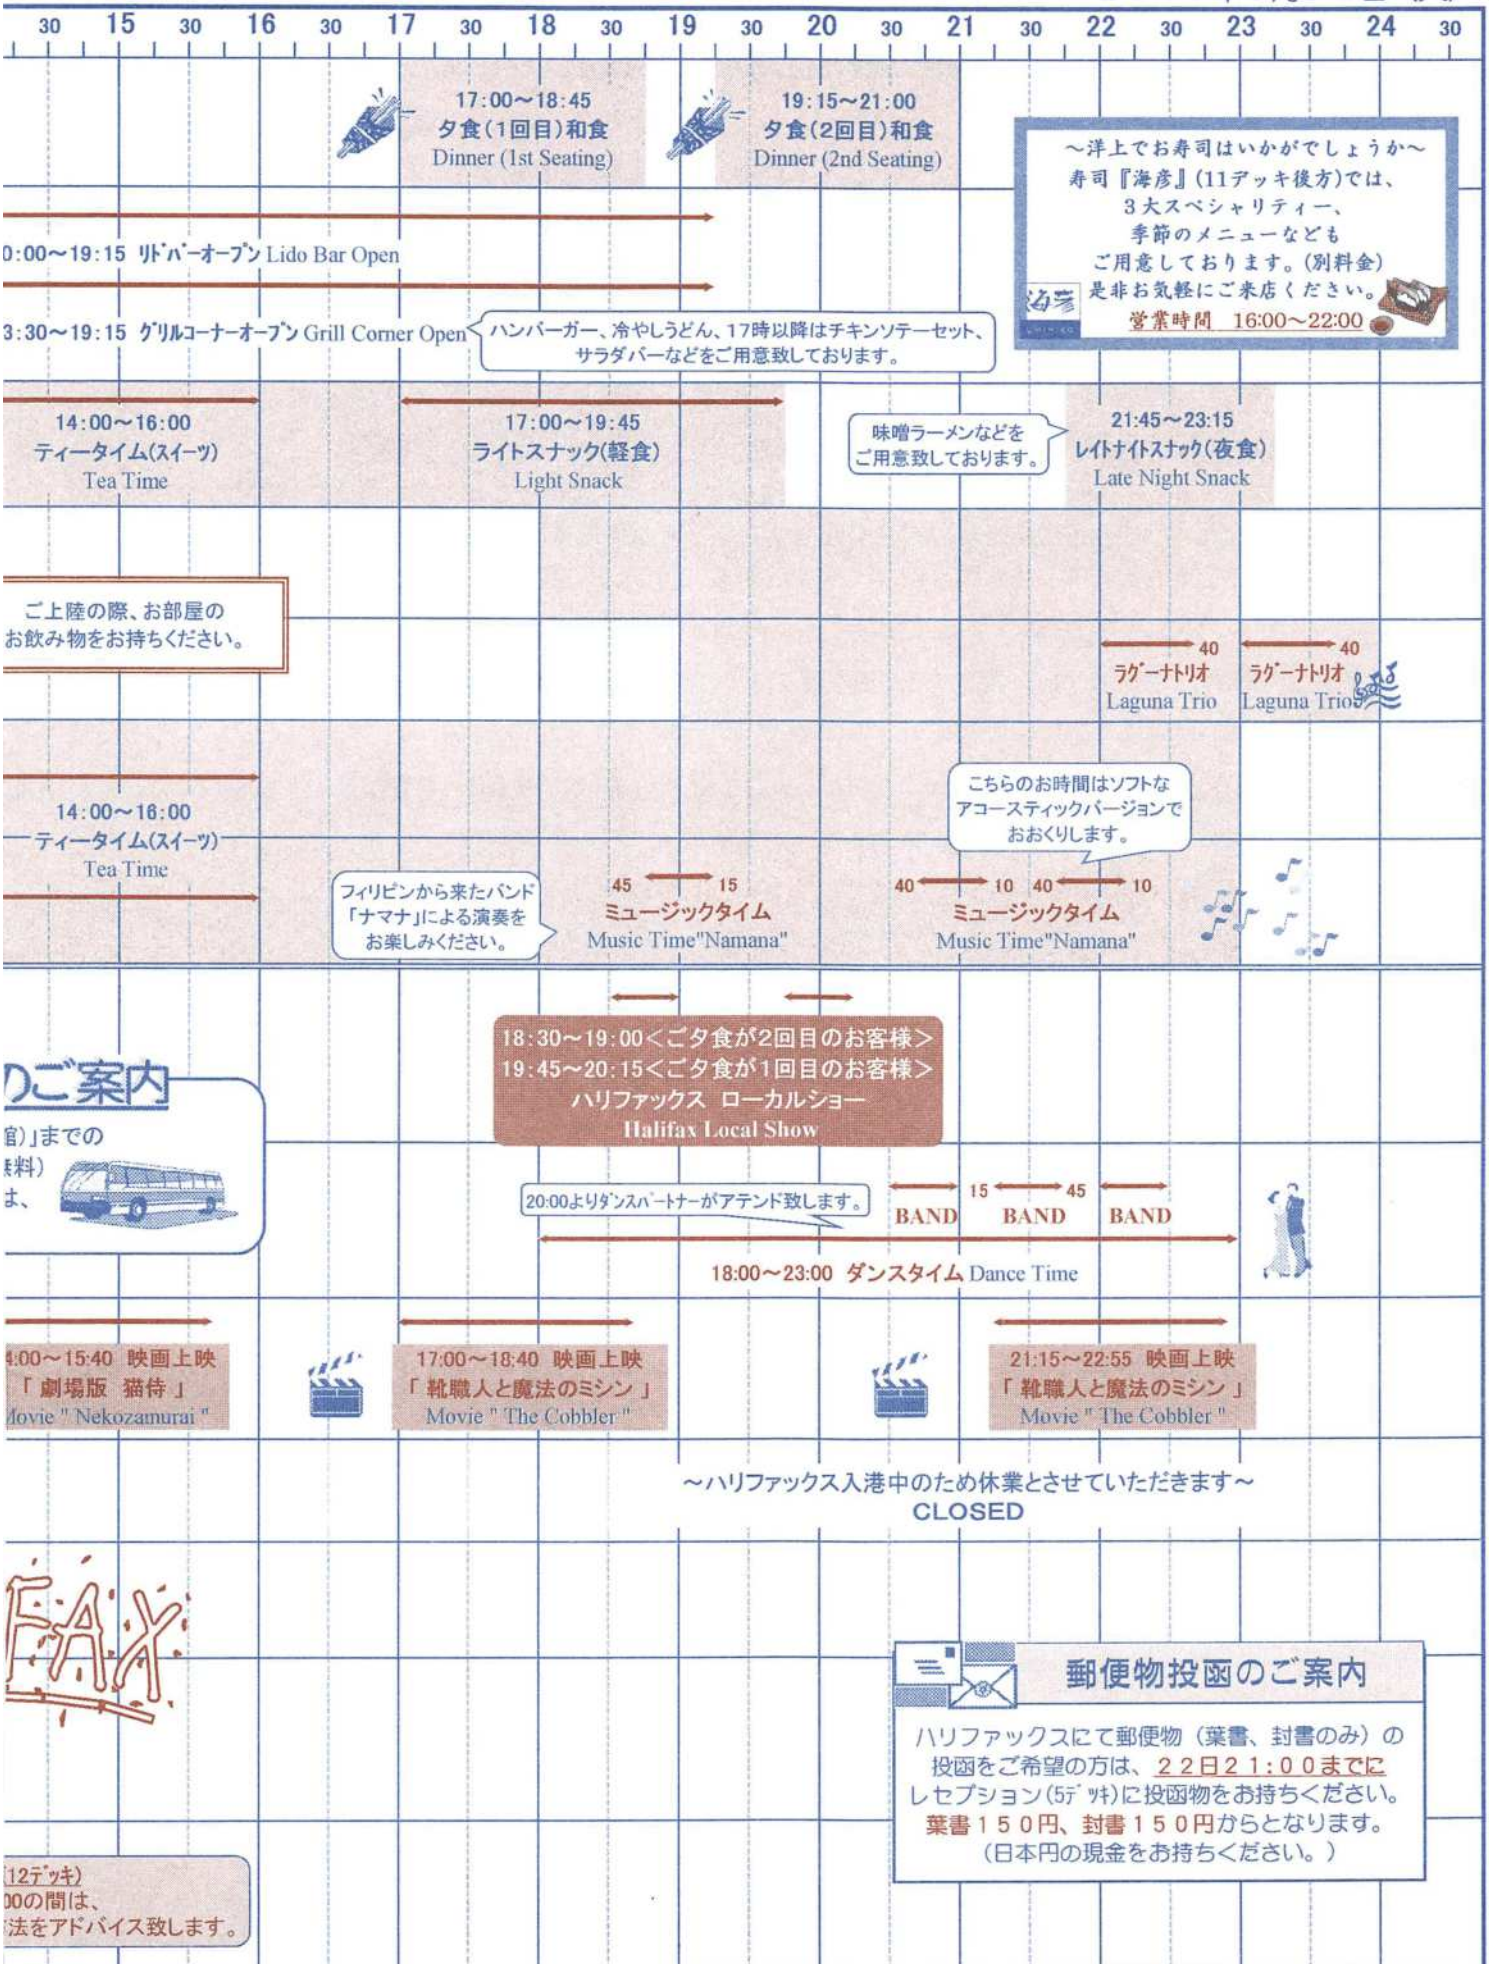 30 15 30 16 30 17 30 18 30 19 30 20 30 21 30 22 30 23 30 24 30
17:00～18:45
夕食(1回目)和食
Dinner (1st Seating)
19:15～21:00
夕食(2回目)和食
Dinner (2nd Seating)
～洋上でお寿司はいかがでしょうか～
寿司『海彦』(11デッキ後方)では、
3大スペシャリティー、
季節のメニューなども
ご用意しております。(別料金)
是非お気軽にご来店ください。
営業時間 16:00～22:00
海彦
UMIHIKO
0:00～19:15 リドバーオープン Lido Bar Open
3:30～19:15 グリルコーナーオープン Grill Corner Open
ハンバーガー、冷やしうどん、17時以降はチキンソテーセット、
サラダバーなどをご用意致しております。
14:00～16:00
ティータイム(スイーツ)
Tea Time
17:00～19:45
ライトスナック(軽食)
Light Snack
味噌ラーメンなどを
ご用意致しております。
21:45～23:15
レイトナイトスナック(夜食)
Late Night Snack
ご上陸の際、お部屋の
お飲み物をお持ちください。
40
ラグーナトリオ
Laguna Trio
40
ラグーナトリオ
Laguna Trio
14:00～16:00
ティータイム(スイーツ)
Tea Time
こちらのお時間はソフトな
アコースティックバージョンで
おおくりします。
フィリピンから来たバンド
「ナマナ」による演奏を
お楽しみください。
45 15
ミュージックタイム
Music Time"Namana"
40 10 40 10
ミュージックタイム
Music Time"Namana"
18:30～19:00＜ご夕食が2回目のお客様＞
19:45～20:15＜ご夕食が1回目のお客様＞
ハリファックス ローカルショー
Halifax Local Show
のご案内
館)」までの
無料)
は、
20:00よりダンスパートナーがアテンド致します。
15 45
BAND BAND BAND
18:00～23:00 ダンスタイム Dance Time
4:00～15:40 映画上映
「 劇場版 猫侍 」
Movie " Nekozamurai "
17:00～18:40 映画上映
「 靴職人と魔法のミシン 」
Movie " The Cobbler "
21:15～22:55 映画上映
「 靴職人と魔法のミシン 」
Movie " The Cobbler "
～ハリファックス入港中のため休業とさせていただきます～
CLOSED
FAX
郵便物投函のご案内
ハリファックスにて郵便物（葉書、封書のみ）の
投函をご希望の方は、２２日２１:００までに
レセプション(5デッキ)に投函物をお持ちください。
葉書１５０円、封書１５０円からとなります。
（日本円の現金をお持ちください。）
(12デッキ)
00の間は、
法をアドバイス致します。